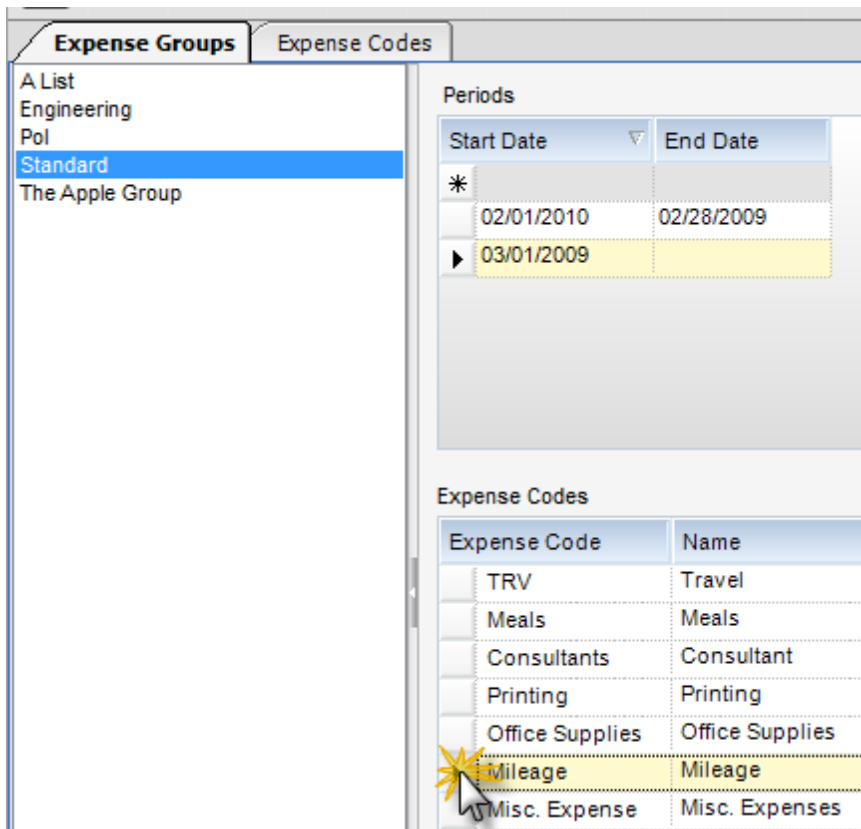 Expense Groups Expense Codes
A List
Engineering
Pol
Standard
The Apple Group
Periods
Start Date End Date
02/01/2010 02/28/2009
03/01/2009
Expense Codes
Expense Code Name
TRV Travel
Meals Meals
Consultants Consultant
Printing Printing
Office Supplies Office Supplies
Mileage Mileage
Misc. Expense Misc. Expenses